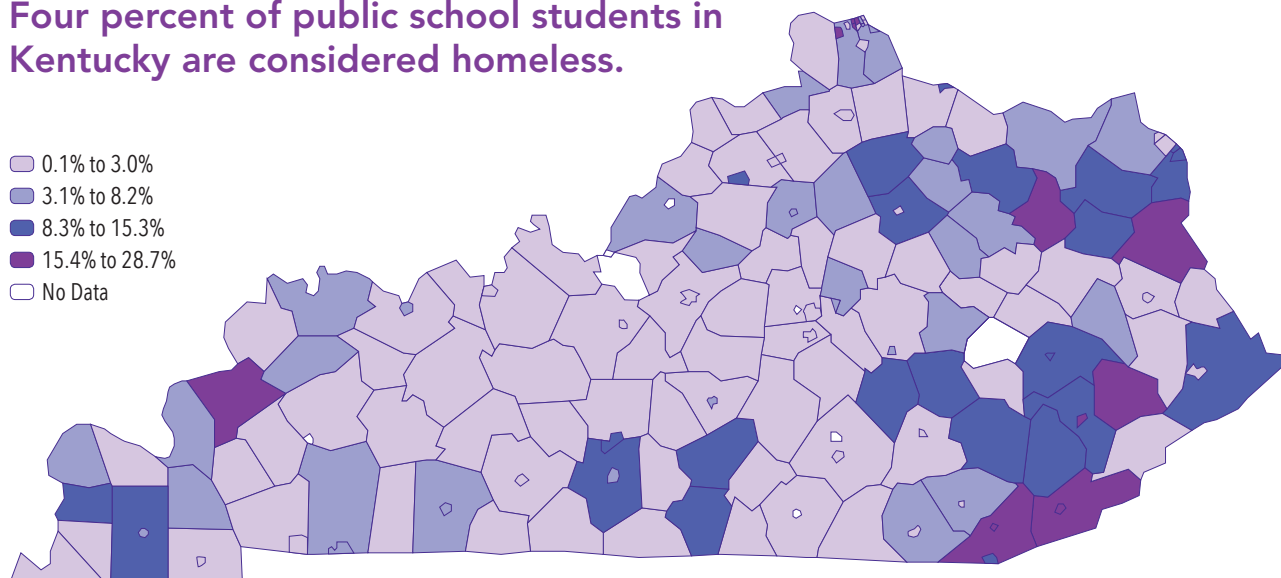 Four percent of public school students in
Kentucky are considered homeless.
0.1% to 3.0%
3.1% to 8.2%
8.3% to 15.3%
15.4% to 28.7%
No Data